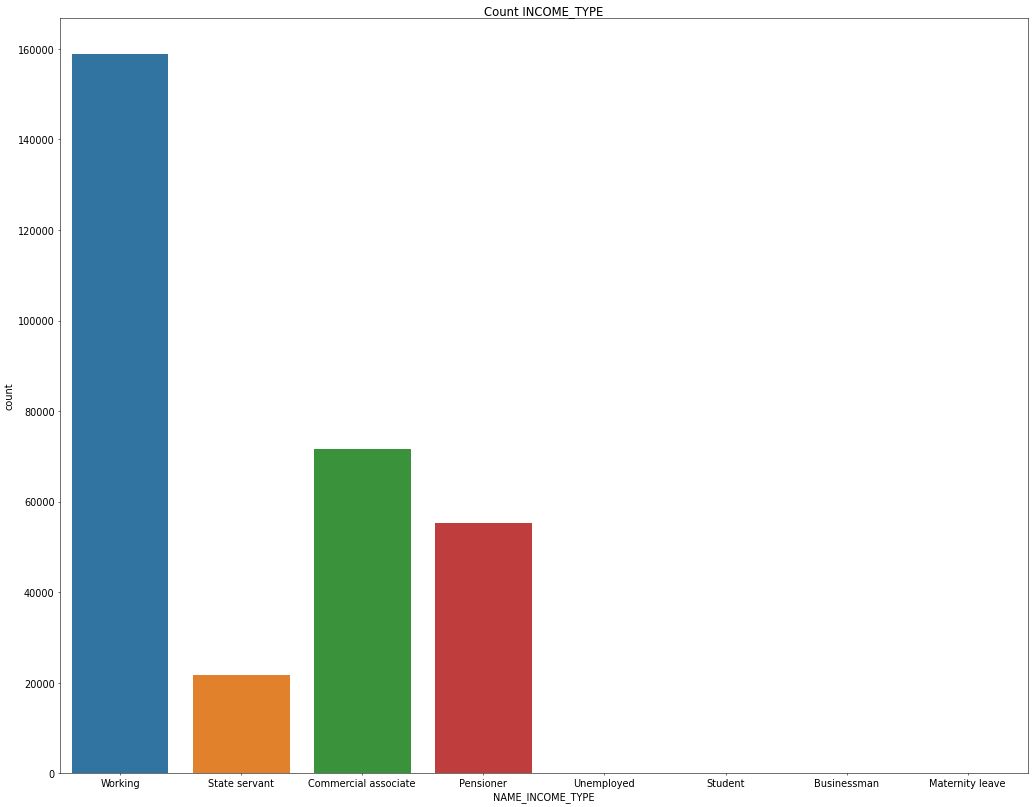 Count INCOME_TYPE
160000
140000
120000
100000
80000
60000
40000
20000
0
count
Working State servant Commercial associate Pensioner Unemployed Student Businessman Maternity leave
NAME_INCOME_TYPE